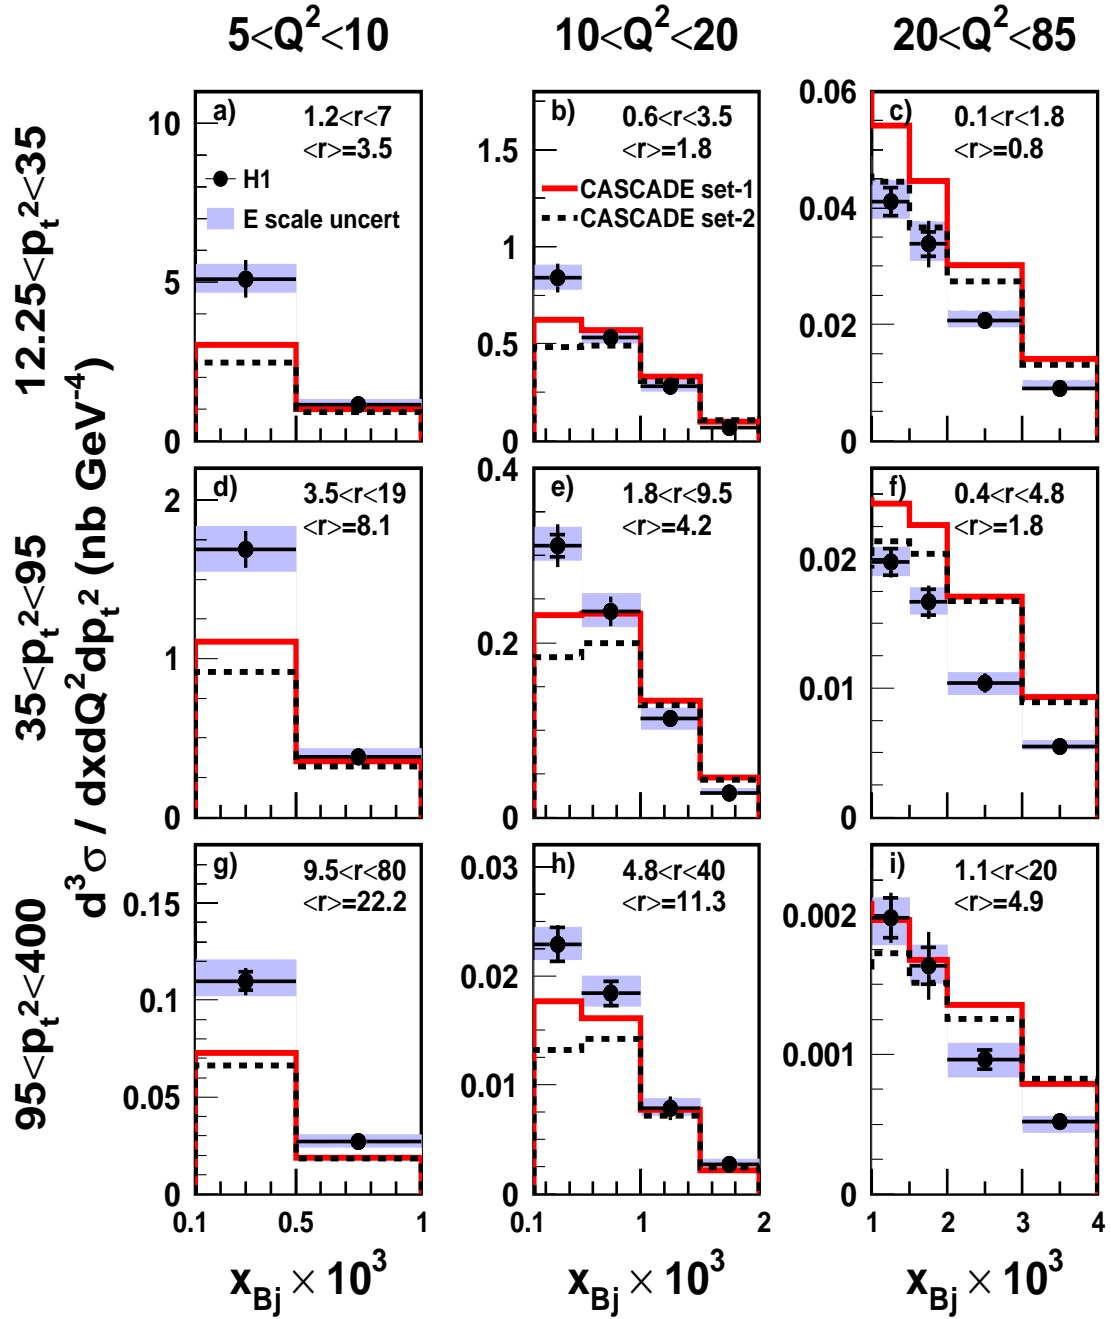 5<Q²<10
10<Q²<20
20<Q²<85
12.25<pₜ²<35
35<pₜ²<95
95<pₜ²<400
d³σ / dxdQ²dpₜ² (nb GeV⁻⁴)
a)
1.2<r<7
<r>=3.5
H1
E scale uncert
10
5
0
b)
0.6<r<3.5
<r>=1.8
CASCADE set-1
CASCADE set-2
1.5
1
0.5
0
c)
0.1<r<1.8
<r>=0.8
0.06
0.04
0.02
0
d)
3.5<r<19
<r>=8.1
2
1
0
e)
1.8<r<9.5
<r>=4.2
0.4
0.2
0
f)
0.4<r<4.8
<r>=1.8
0.02
0.01
0
g)
9.5<r<80
<r>=22.2
0.15
0.1
0.05
0
h)
4.8<r<40
<r>=11.3
0.03
0.02
0.01
0
i)
1.1<r<20
<r>=4.9
0.002
0.001
0
0.1 0.5 1
0.1 1 2
1 2 3 4
x_Bj × 10³
x_Bj × 10³
x_Bj × 10³